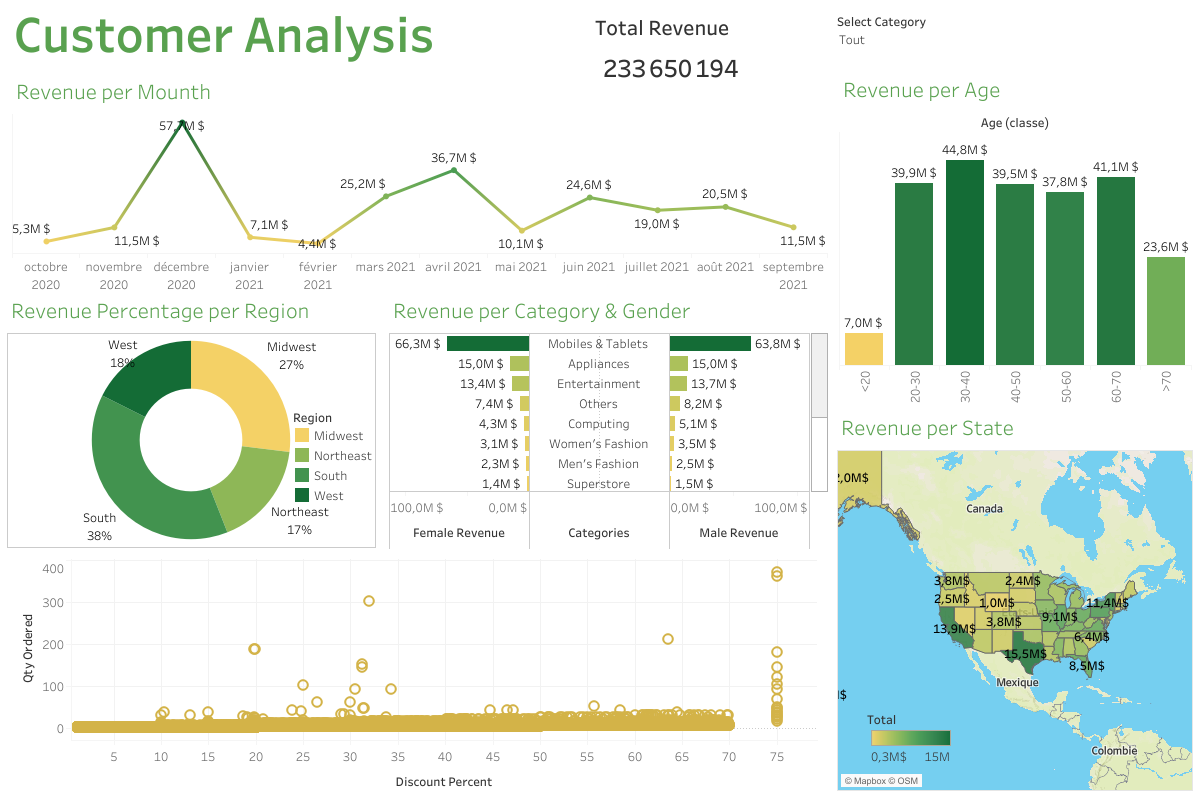 Customer Analysis
Total Revenue
233 650 194
Select Category
Tout
Revenue per Mounth
57,7M $
36,7M $
25,2M $
24,6M $
20,5M $
5,3M $
11,5M $
7,1M $
4,4M $
10,1M $
19,0M $
11,5M $
octobre 2020
novembre 2020
décembre 2020
janvier 2021
février 2021
mars 2021
avril 2021
mai 2021
juin 2021
juillet 2021
août 2021
septembre 2021
Revenue per Age
Age (classe)
7,0M $
39,9M $
44,8M $
39,5M $
37,8M $
41,1M $
23,6M $
<20
20-30
30-40
40-50
50-60
60-70
>70
Revenue Percentage per Region
West
18%
Midwest
27%
South
38%
Northeast
17%
Region
Midwest
Northeast
South
West
Revenue per Category & Gender
66,3M $ Mobiles & Tablets 63,8M $
15,0M $ Appliances 15,0M $
13,4M $ Entertainment 13,7M $
7,4M $ Others 8,2M $
4,3M $ Computing 5,1M $
3,1M $ Women's Fashion 3,5M $
2,3M $ Men's Fashion 2,5M $
1,4M $ Superstore 1,5M $
100,0M $ 0,0M $ 0,0M $ 100,0M $
Female Revenue Categories Male Revenue
Revenue per State
2,0M$
Canada
3,8M$
2,4M$
2,5M$
1,0M$
11,4M$
9,1M$
3,8M$
13,9M$
6,4M$
15,5M$
8,5M$
Mexique
Colombie
Total
0,3M$ 15M
© Mapbox © OSM
Qty Ordered
400
300
200
100
0
5 10 15 20 25 30 35 40 45 50 55 60 65 70 75
Discount Percent